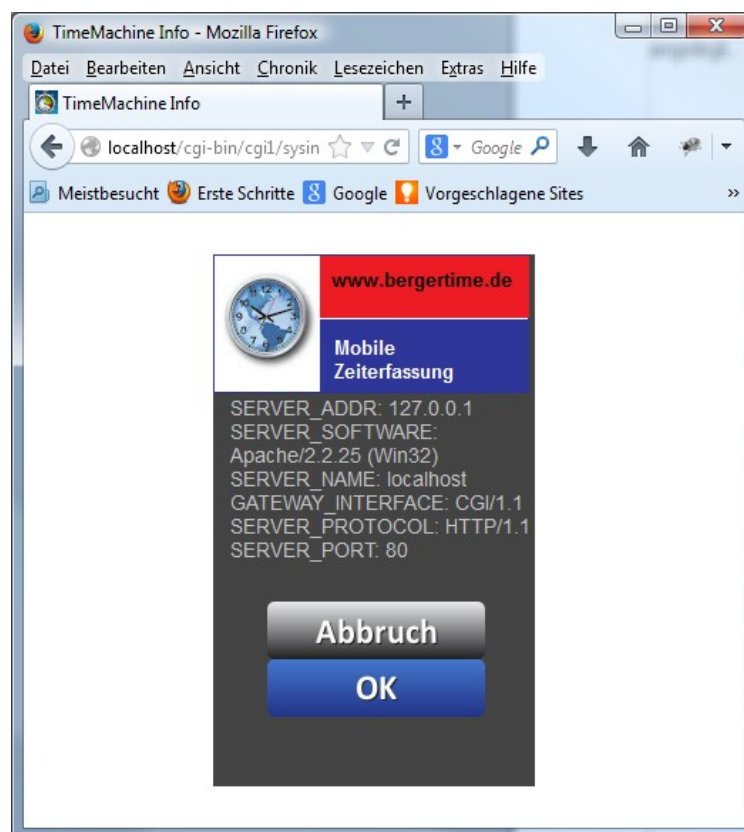 TimeMachine Info - Mozilla Firefox
Datei Bearbeiten Ansicht Chronik Lesezeichen Extras Hilfe
TimeMachine Info
localhost/cgi-bin/cgi1/sysin
Google
Meistbesucht Erste Schritte Google Vorgeschlagene Sites »
www.bergertime.de
Mobile
Zeiterfassung
SERVER_ADDR: 127.0.0.1
SERVER_SOFTWARE:
Apache/2.2.25 (Win32)
SERVER_NAME: localhost
GATEWAY_INTERFACE: CGI/1.1
SERVER_PROTOCOL: HTTP/1.1
SERVER_PORT: 80
Abbruch
OK